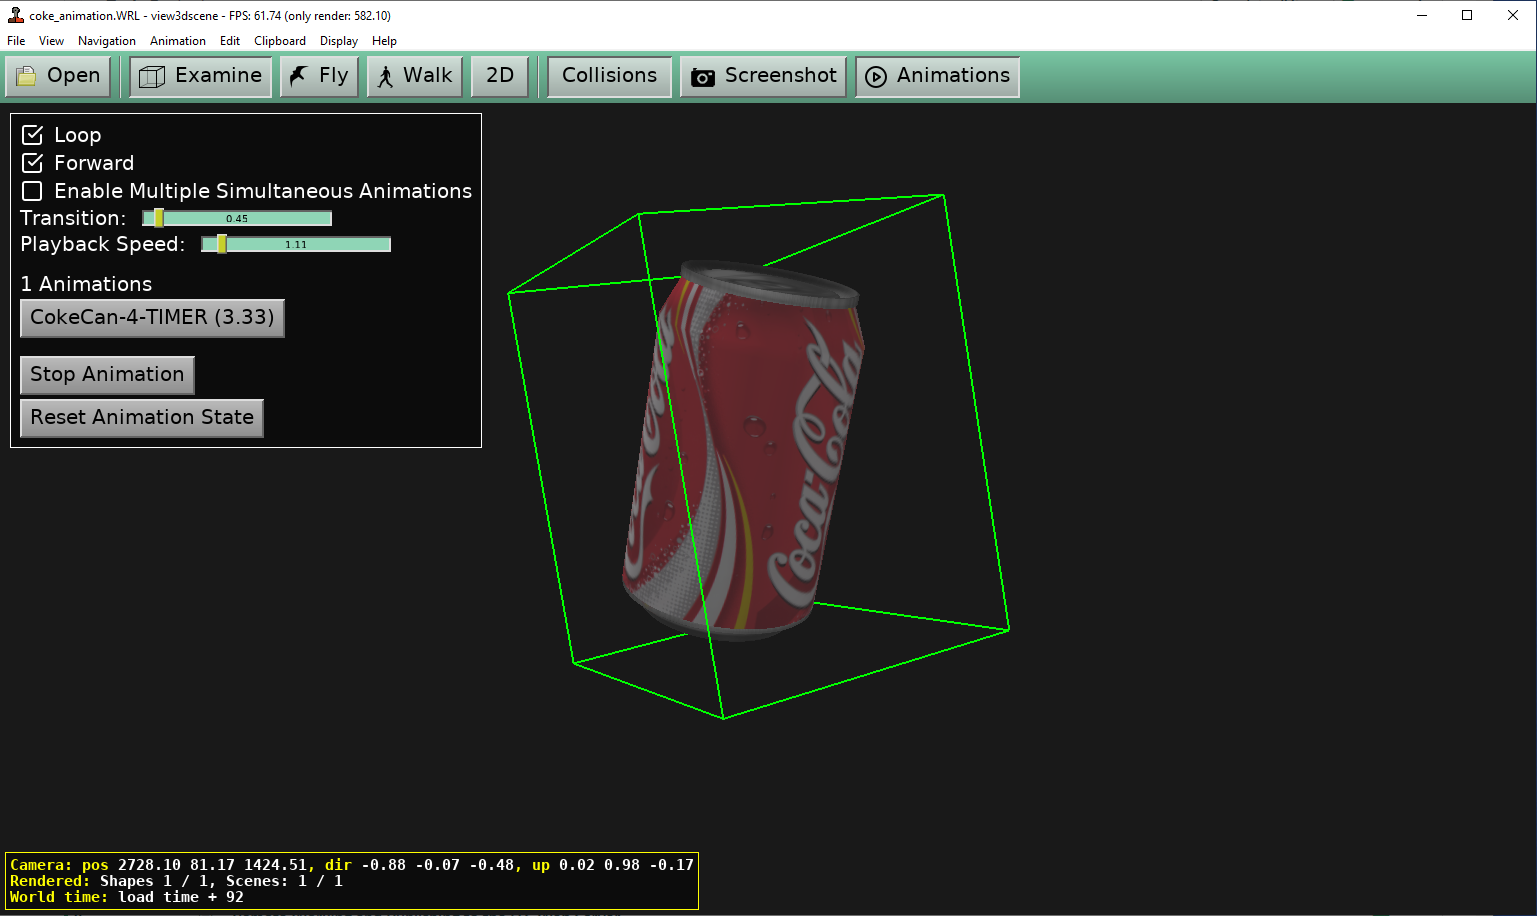 coke_animation.WRL - view3dscene - FPS: 61.74 (only render: 582.10)
File View Navigation Animation Edit Clipboard Display Help
Open Examine Fly Walk 2D Collisions Screenshot Animations
Loop
Forward
Enable Multiple Simultaneous Animations
Transition: 0.45
Playback Speed: 1.11
1 Animations
CokeCan-4-TIMER (3.33)
Stop Animation
Reset Animation State
Coca-Cola
Camera: pos 2728.10 81.17 1424.51, dir -0.88 -0.07 -0.48, up 0.02 0.98 -0.17
Rendered: Shapes 1 / 1, Scenes: 1 / 1
World time: load time + 92